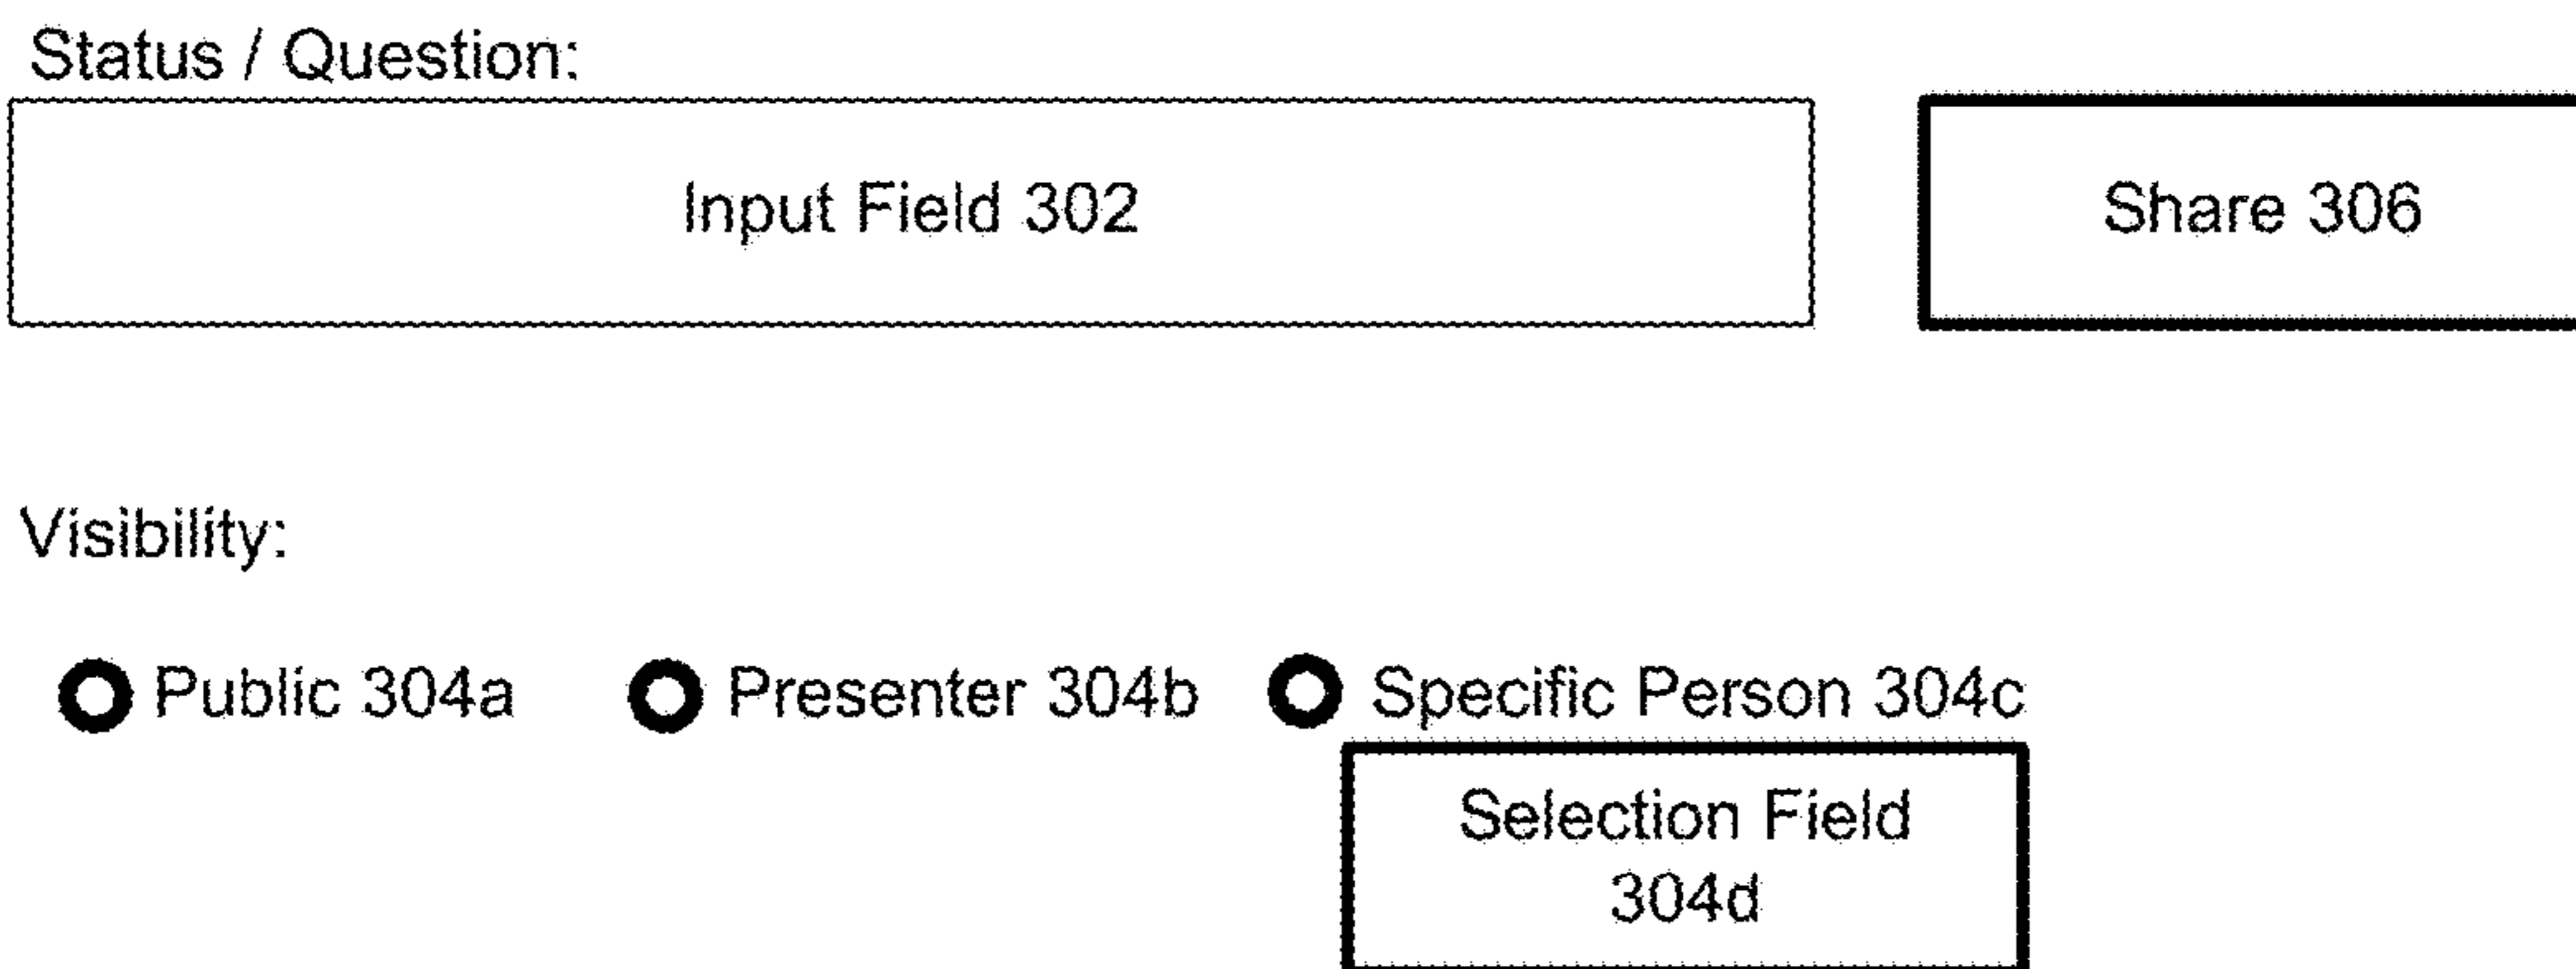 Status / Question:
Input Field 302
Share 306
Visibility:
Public 304a
Presenter 304b
Specific Person 304c
Selection Field
304d